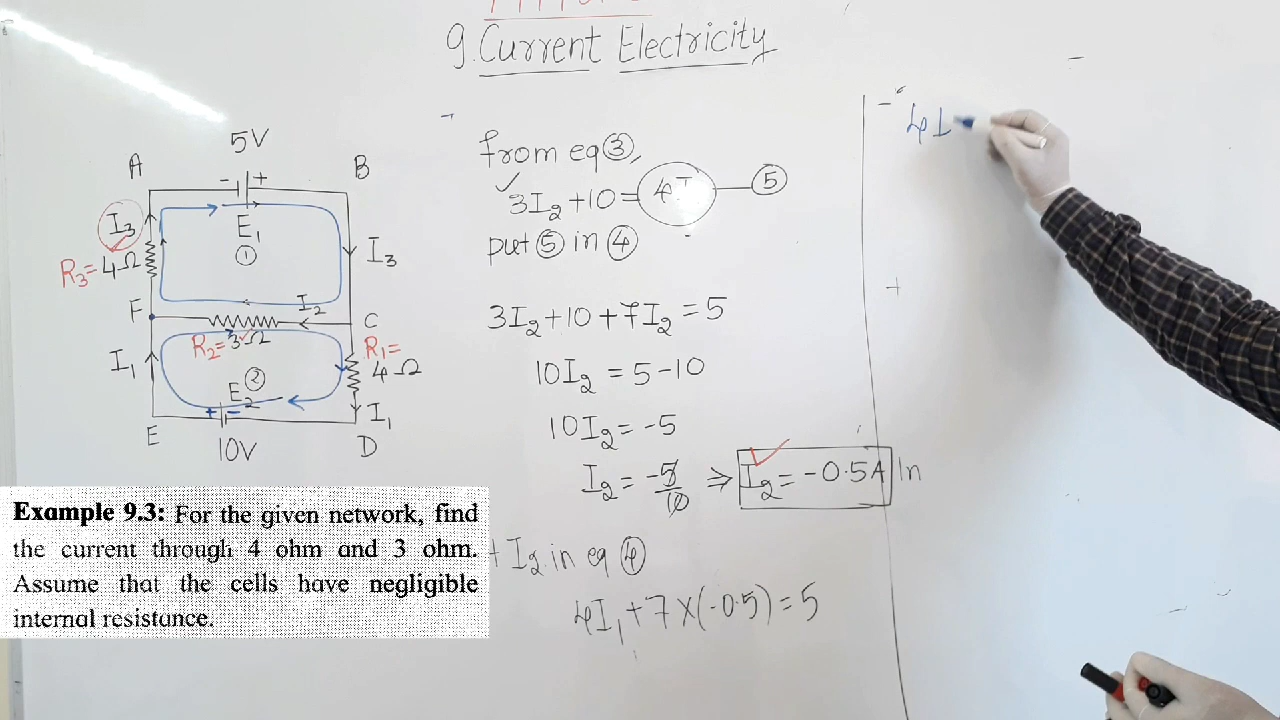 9. Current Electricity
5V
A
B
- +
I₃
E₁
①
I₃
R₃=4Ω
F
I₂
C
R₂=3Ω
R₁=
4Ω
I₁
E₂
②
+ -
I₁
E
10V
D
Example 9.3: For the given network, find
the current through 4 ohm and 3 ohm.
Assume that the cells have negligible
internal resistance.
from eq ③,
3I₂+10=4I — ⑤
put ⑤ in ④
3I₂+10+7I₂=5
10I₂=5-10
10I₂=-5
I₂=-5/10 ⇒ I₂=-0.5A
I₂ in eq ④
4I₁+7×(-0.5)=5
4I